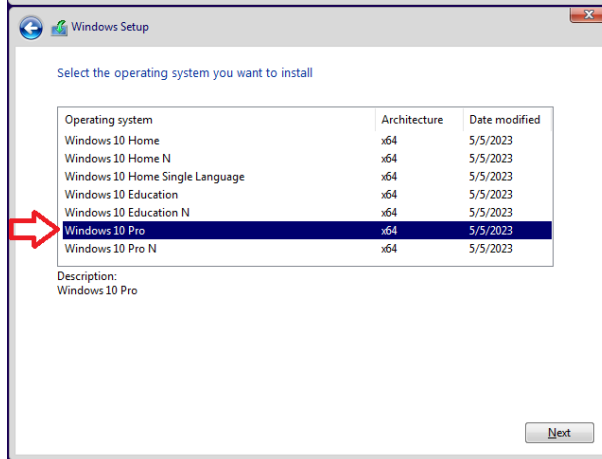 Windows Setup
Select the operating system you want to install
Operating system Architecture Date modified
Windows 10 Home x64 5/5/2023
Windows 10 Home N x64 5/5/2023
Windows 10 Home Single Language x64 5/5/2023
Windows 10 Education x64 5/5/2023
Windows 10 Education N x64 5/5/2023
Windows 10 Pro x64 5/5/2023
Windows 10 Pro N x64 5/5/2023
Description:
Windows 10 Pro
Next